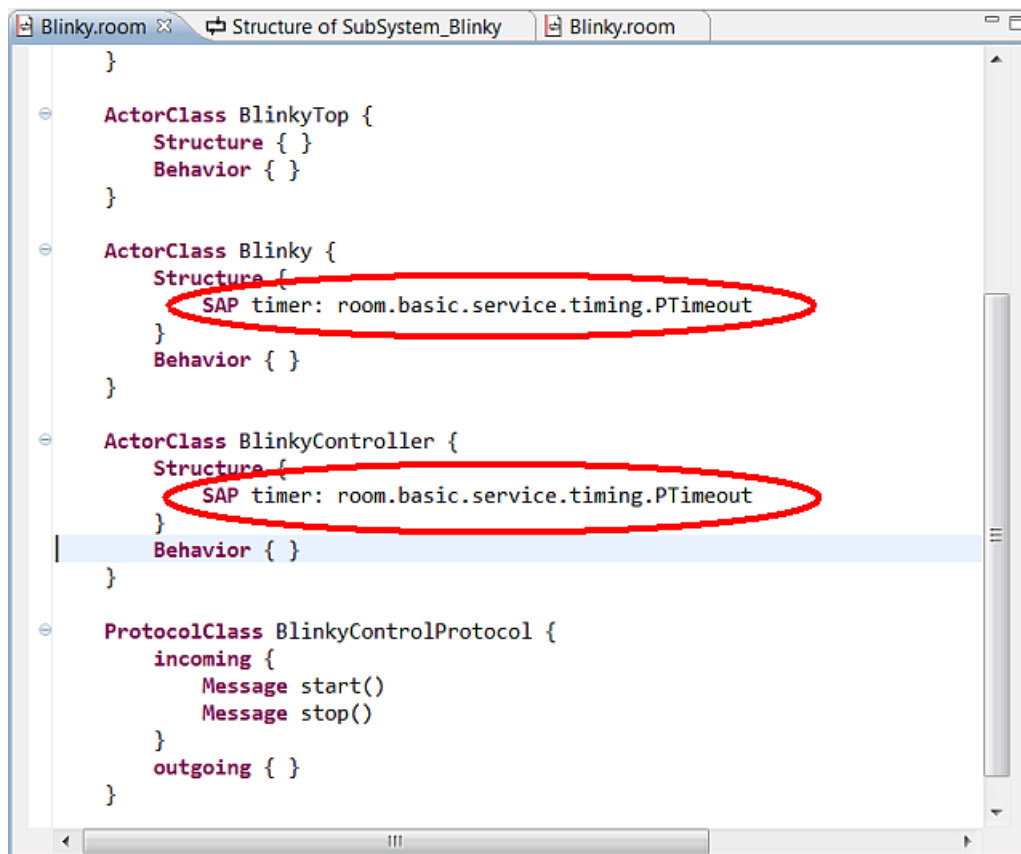 Blinky.room Structure of SubSystem_Blinky Blinky.room
}
ActorClass BlinkyTop {
Structure { }
Behavior { }
}
ActorClass Blinky {
Structure {
SAP timer: room.basic.service.timing.PTimeout
}
Behavior { }
}
ActorClass BlinkyController {
Structure {
SAP timer: room.basic.service.timing.PTimeout
}
Behavior { }
}
ProtocolClass BlinkyControlProtocol {
incoming {
Message start()
Message stop()
}
outgoing { }
}